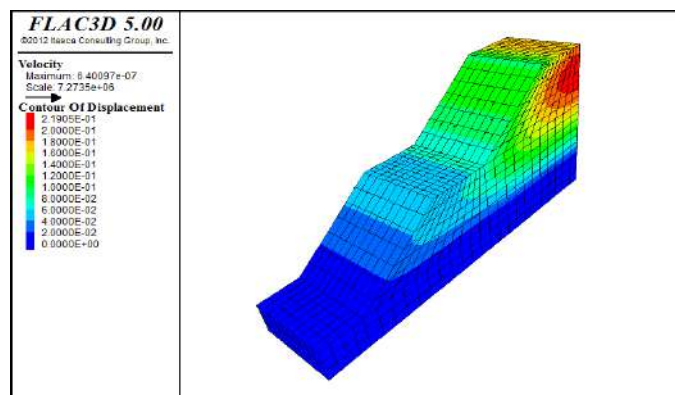 FLAC3D 5.00
©2012 Itasca Consulting Group, Inc.
Velocity
Maximum: 6.40097e-07
Scale: 7.2735e+06
Contour Of Displacement
2.1905E-01
2.0000E-01
1.8000E-01
1.6000E-01
1.4000E-01
1.2000E-01
1.0000E-01
8.0000E-02
6.0000E-02
4.0000E-02
2.0000E-02
0.0000E+00